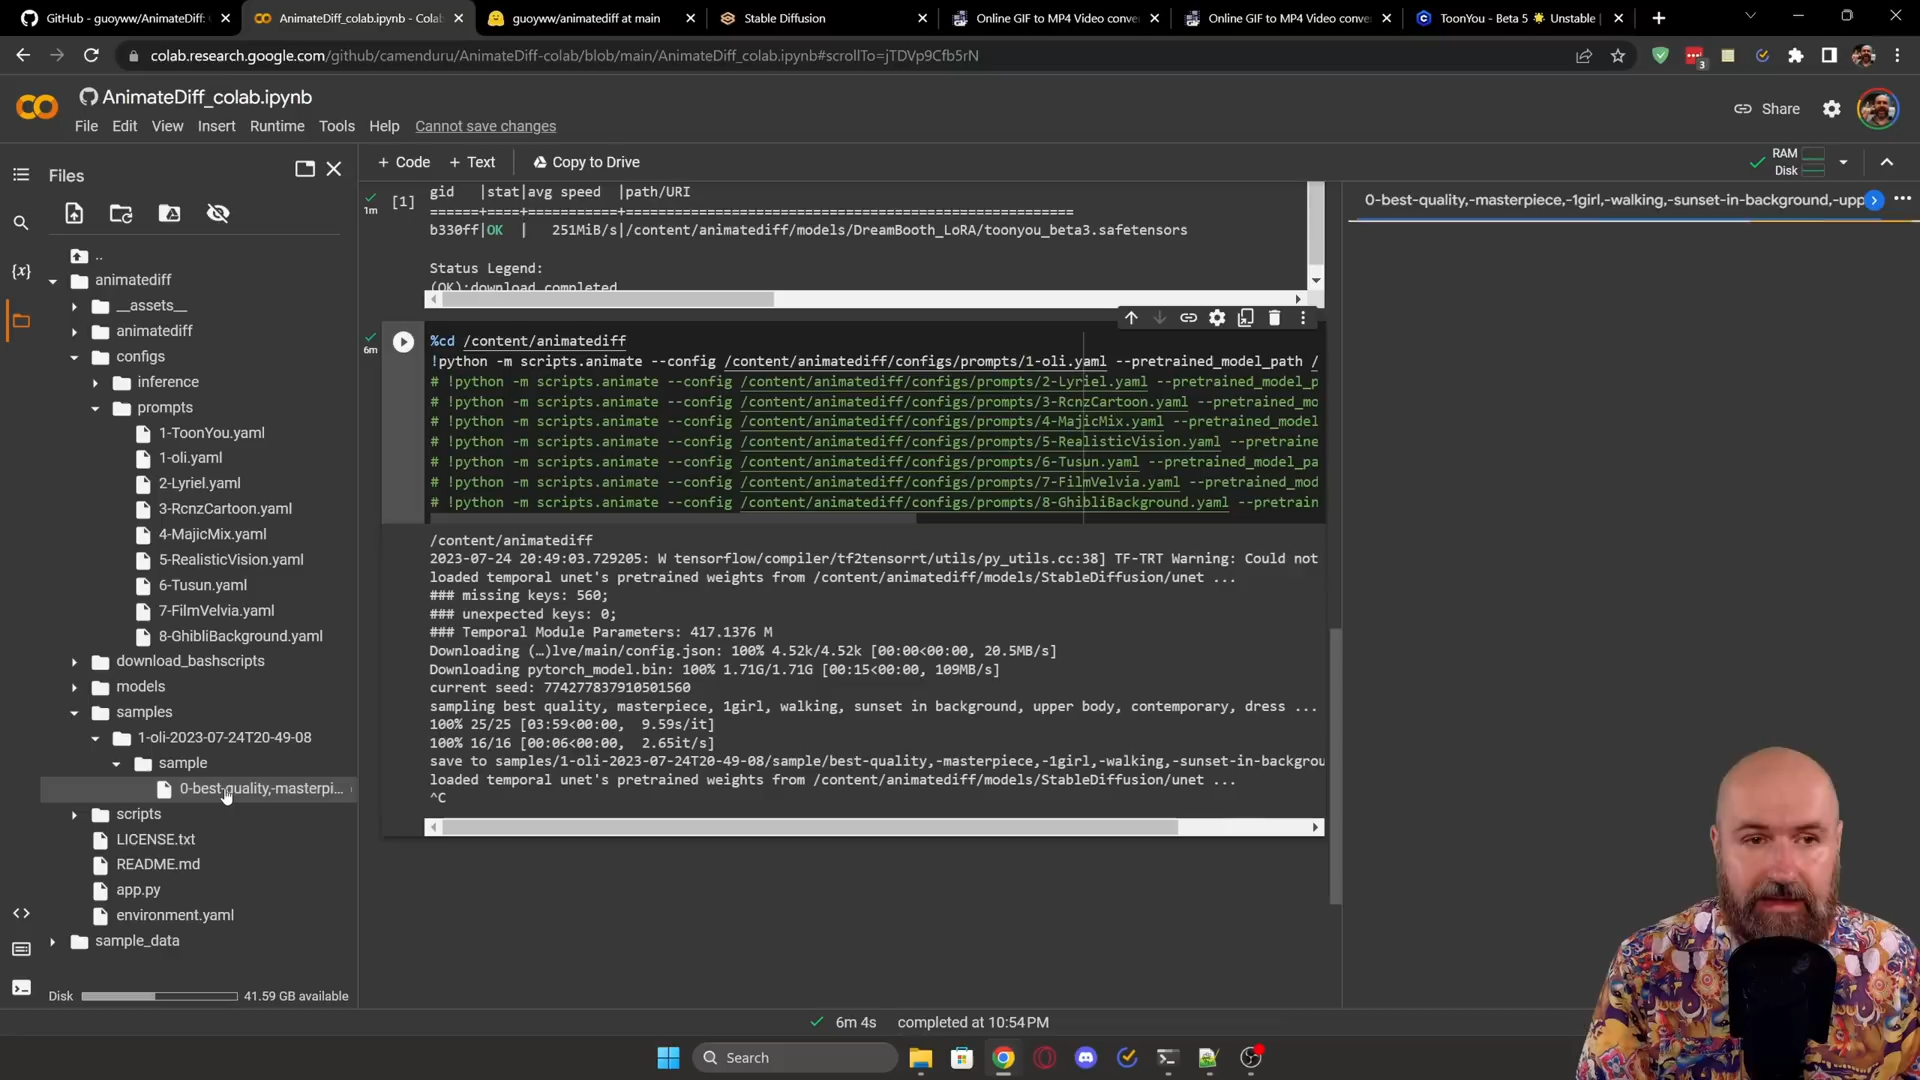 GitHub - guoyww/AnimateDiff:
AnimateDiff_colab.ipynb - Colab
guoyww/animatediff at main
Stable Diffusion
Online GIF to MP4 Video conver
Online GIF to MP4 Video conver
ToonYou - Beta 5 🌟 Unstable |
colab.research.google.com/github/camenduru/AnimateDiff-colab/blob/main/AnimateDiff_colab.ipynb#scrollTo=jTDVp9Cfb5rN
3
AnimateDiff_colab.ipynb
File Edit View Insert Runtime Tools Help Cannot save changes
Share
Files
+ Code + Text Copy to Drive
RAM
Disk
{x}
..
animatediff
__assets__
animatediff
configs
inference
prompts
1-ToonYou.yaml
1-oli.yaml
2-Lyriel.yaml
3-RcnzCartoon.yaml
4-MajicMix.yaml
5-RealisticVision.yaml
6-Tusun.yaml
7-FilmVelvia.yaml
8-GhibliBackground.yaml
download_bashscripts
models
samples
1-oli-2023-07-24T20-49-08
sample
0-best-quality,-masterpi...
scripts
LICENSE.txt
README.md
app.py
environment.yaml
sample_data
Disk 41.59 GB available
1m [1]
gid |stat|avg speed |path/URI
======+====+===========+=======================================================
b330ff|OK | 251MiB/s|/content/animatediff/models/DreamBooth_LoRA/toonyou_beta3.safetensors
Status Legend:
(OK):download completed.
6m
%cd /content/animatediff
!python -m scripts.animate --config /content/animatediff/configs/prompts/1-oli.yaml --pretrained_model_path /
# !python -m scripts.animate --config /content/animatediff/configs/prompts/2-Lyriel.yaml --pretrained_model_p
# !python -m scripts.animate --config /content/animatediff/configs/prompts/3-RcnzCartoon.yaml --pretrained_mo
# !python -m scripts.animate --config /content/animatediff/configs/prompts/4-MajicMix.yaml --pretrained_model
# !python -m scripts.animate --config /content/animatediff/configs/prompts/5-RealisticVision.yaml --pretraine
# !python -m scripts.animate --config /content/animatediff/configs/prompts/6-Tusun.yaml --pretrained_model_pa
# !python -m scripts.animate --config /content/animatediff/configs/prompts/7-FilmVelvia.yaml --pretrained_mod
# !python -m scripts.animate --config /content/animatediff/configs/prompts/8-GhibliBackground.yaml --pretrain
/content/animatediff
2023-07-24 20:49:03.729205: W tensorflow/compiler/tf2tensorrt/utils/py_utils.cc:38] TF-TRT Warning: Could not
loaded temporal unet's pretrained weights from /content/animatediff/models/StableDiffusion/unet ...
### missing keys: 560;
### unexpected keys: 0;
### Temporal Module Parameters: 417.1376 M
Downloading (…)lve/main/config.json: 100% 4.52k/4.52k [00:00<00:00, 20.5MB/s]
Downloading pytorch_model.bin: 100% 1.71G/1.71G [00:15<00:00, 109MB/s]
current seed: 774277837910501560
sampling best quality, masterpiece, 1girl, walking, sunset in background, upper body, contemporary, dress ...
100% 25/25 [03:59<00:00, 9.59s/it]
100% 16/16 [00:06<00:00, 2.65it/s]
save to samples/1-oli-2023-07-24T20-49-08/sample/best-quality,-masterpiece,-1girl,-walking,-sunset-in-backgrou
loaded temporal unet's pretrained weights from /content/animatediff/models/StableDiffusion/unet ...
^C
0-best-quality,-masterpiece,-1girl,-walking,-sunset-in-background,-upp
6m 4s completed at 10:54PM
Search